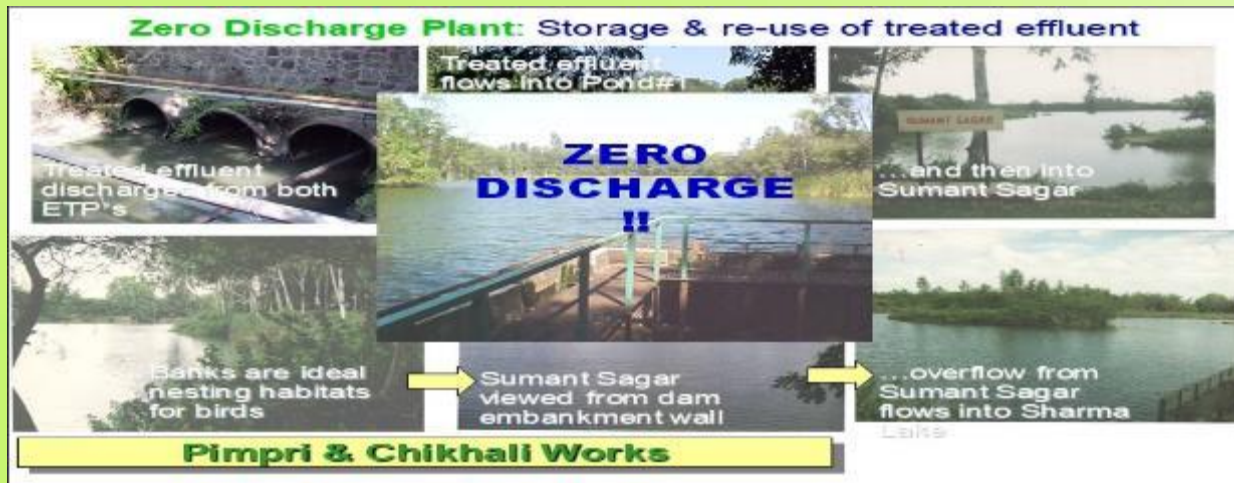 Zero Discharge Plant: Storage & re-use of treated effluent
Treated effluent
discharged from both
ETP's
Treated effluent
flows into Pond#1
SUMANT SAGAR
...and then into
Sumant Sagar
ZERO
DISCHARGE
!!
Banks are ideal
nesting habitats
for birds
Sumant Sagar
viewed from dam
embankment wall
...overflow from
Sumant Sagar
flows into Sharma
Lake
Pimpri & Chikhali Works